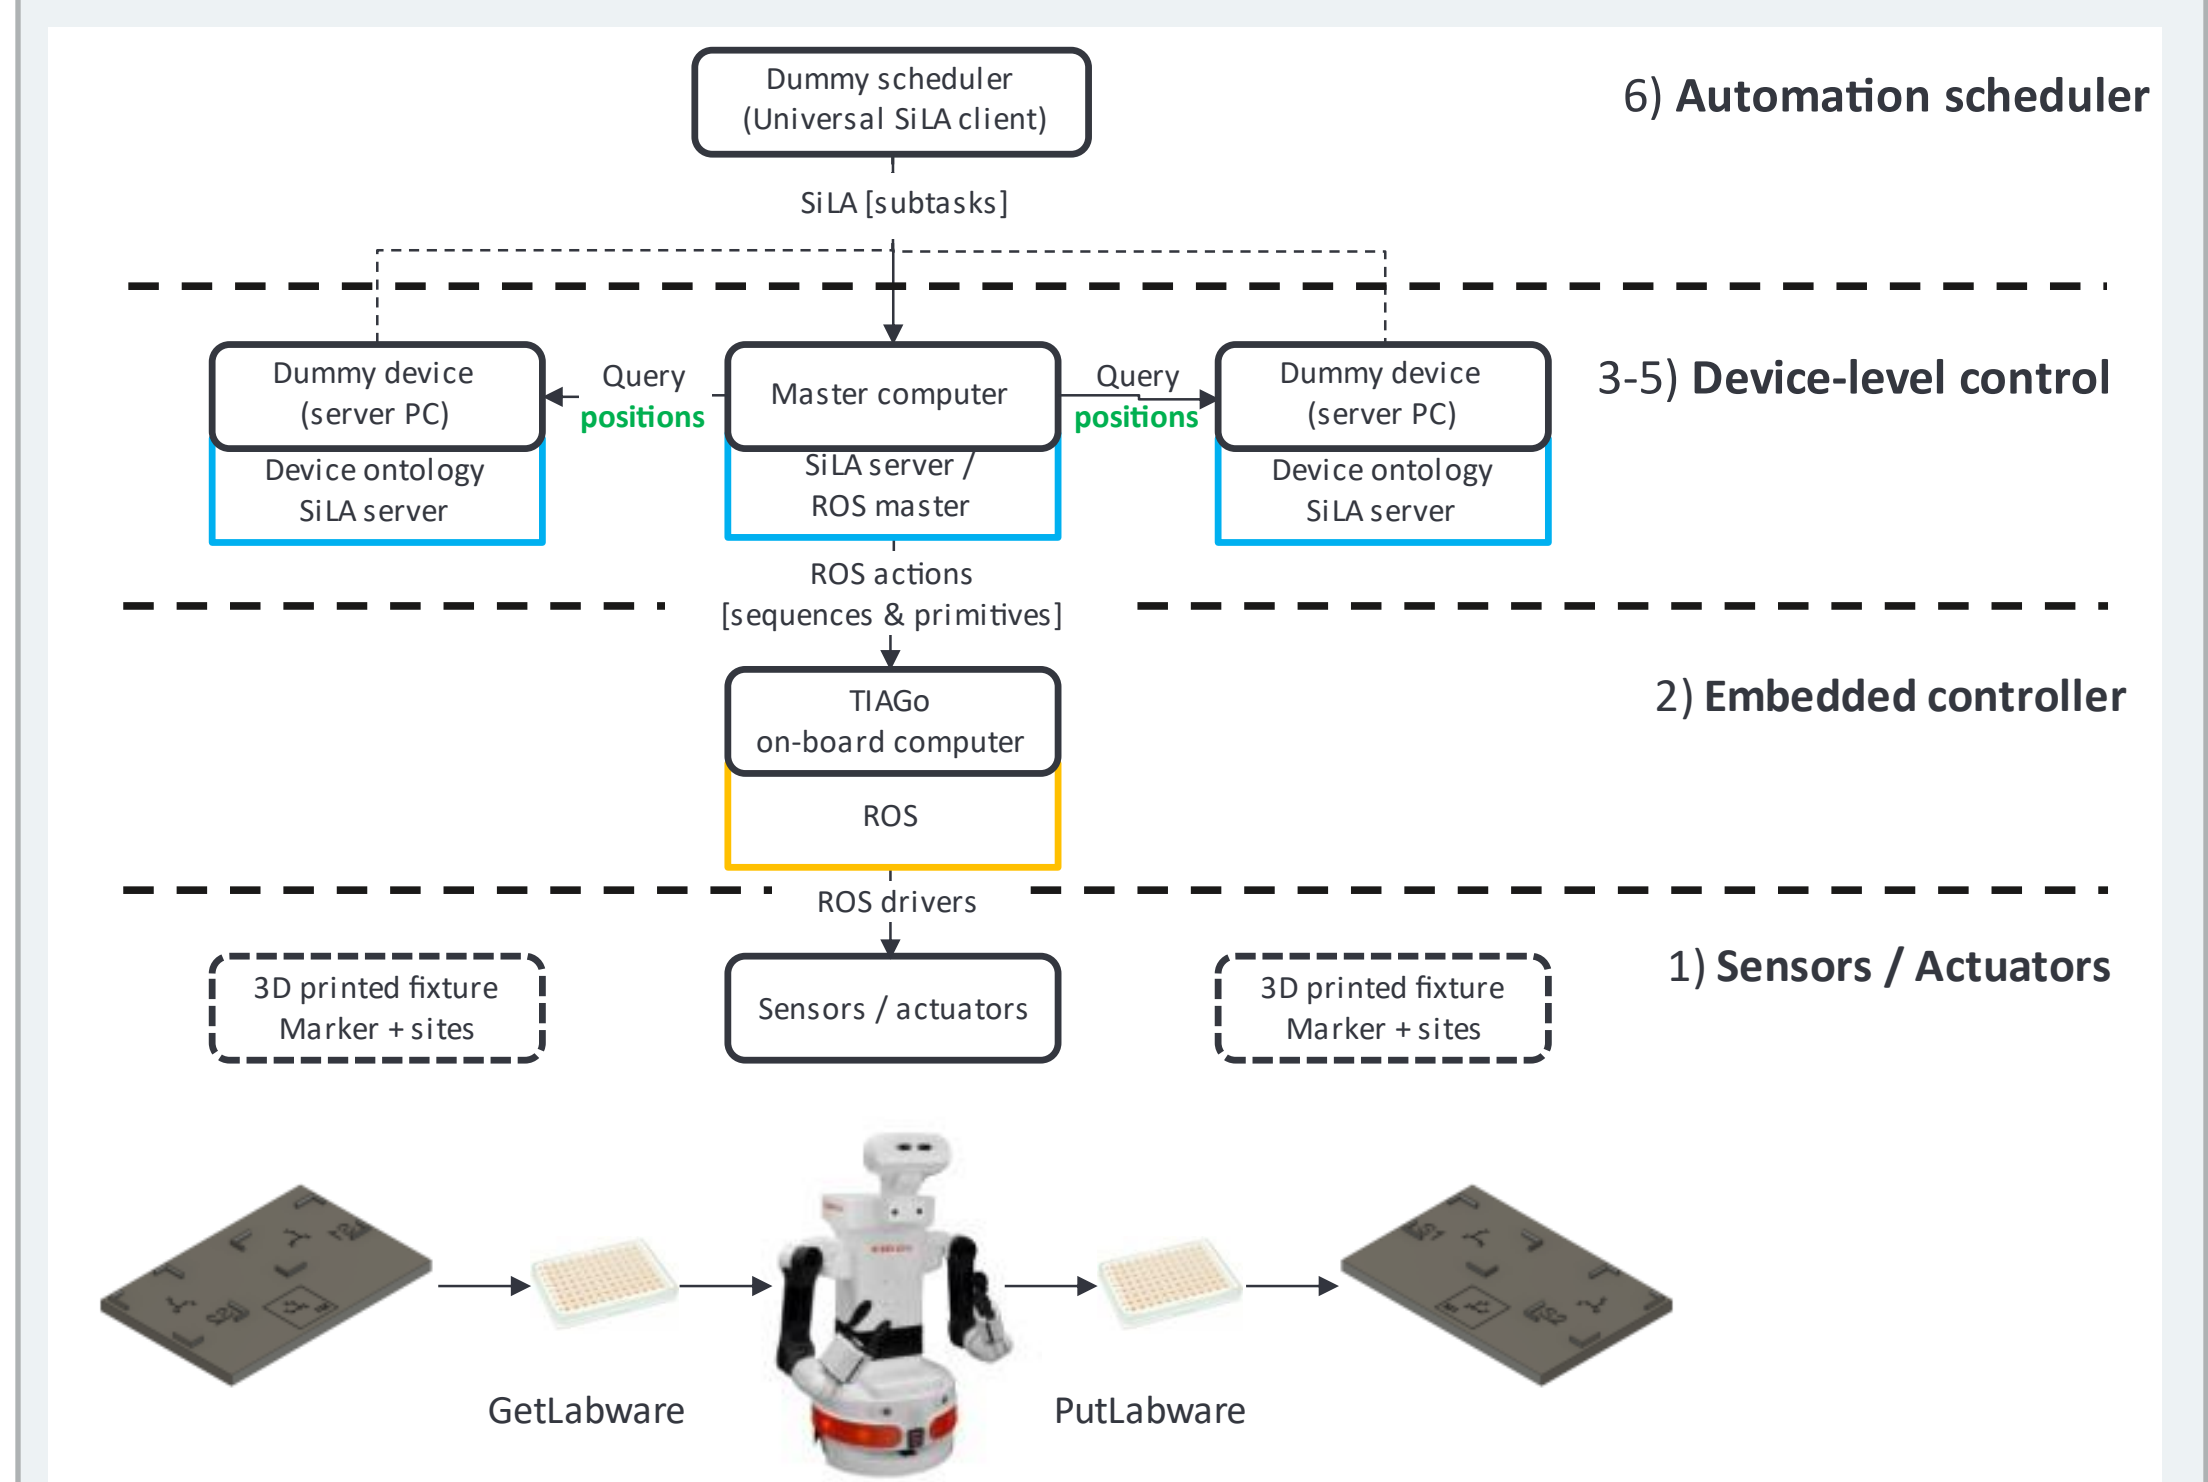 Dummy scheduler
(Universal SiLA client)
6) Automation scheduler
SiLA [subtasks]
Dummy device
(server PC)
Device ontology
SiLA server
Query
positions
Master computer
SiLA server /
ROS master
Query
positions
Dummy device
(server PC)
Device ontology
SiLA server
3-5) Device-level control
ROS actions
[sequences & primitives]
TIAGo
on-board computer
ROS
2) Embedded controller
ROS drivers
3D printed fixture
Marker + sites
Sensors / actuators
3D printed fixture
Marker + sites
1) Sensors / Actuators
GetLabware
PutLabware